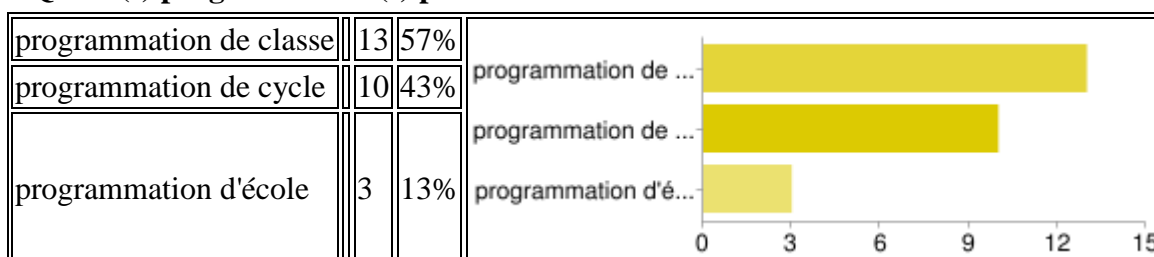 programmation de classe 13 57%
programmation de cycle 10 43%
programmation d'école 3 13%
programmation de ...
programmation de ...
programmation d'é...
0 3 6 9 12 15